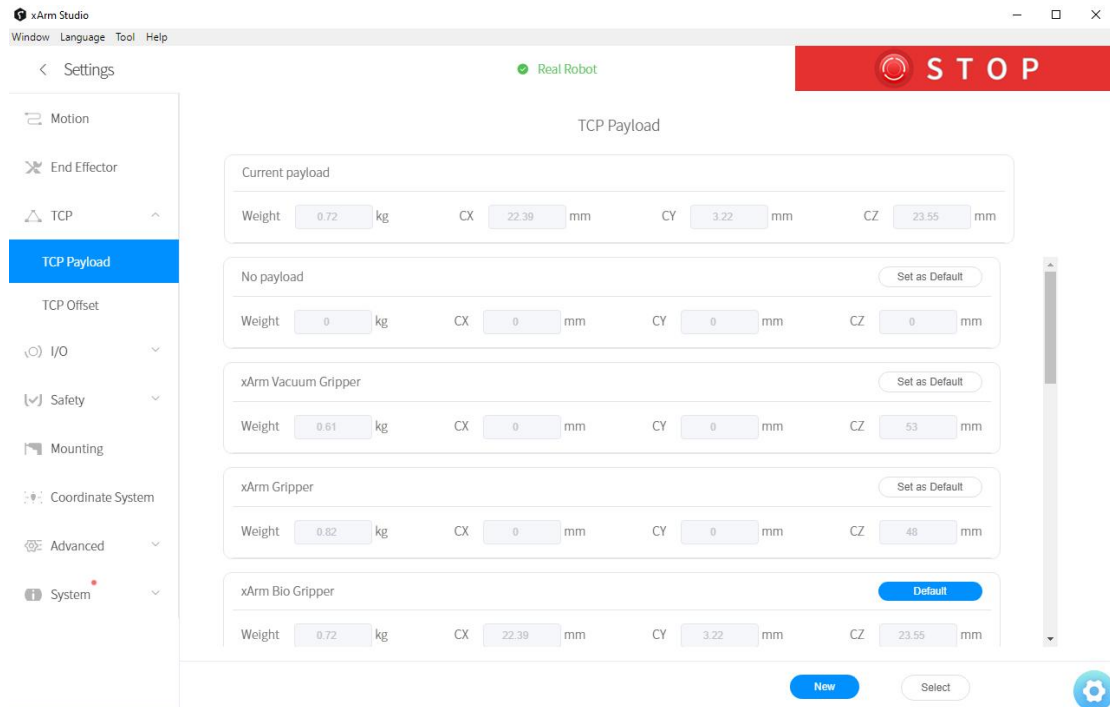 xArm Studio
Window Language Tool Help
Settings
Real Robot
STOP
Motion
End Effector
TCP
TCP Payload
TCP Offset
I/O
Safety
Mounting
Coordinate System
Advanced
System
TCP Payload
Current payload
Weight 0.72 kg CX 22.39 mm CY 3.22 mm CZ 23.55 mm
No payload Set as Default
Weight 0 kg CX 0 mm CY 0 mm CZ 0 mm
xArm Vacuum Gripper Set as Default
Weight 0.61 kg CX 0 mm CY 0 mm CZ 53 mm
xArm Gripper Set as Default
Weight 0.82 kg CX 0 mm CY 0 mm CZ 48 mm
xArm Bio Gripper Default
Weight 0.72 kg CX 22.39 mm CY 3.22 mm CZ 23.55 mm
New Select